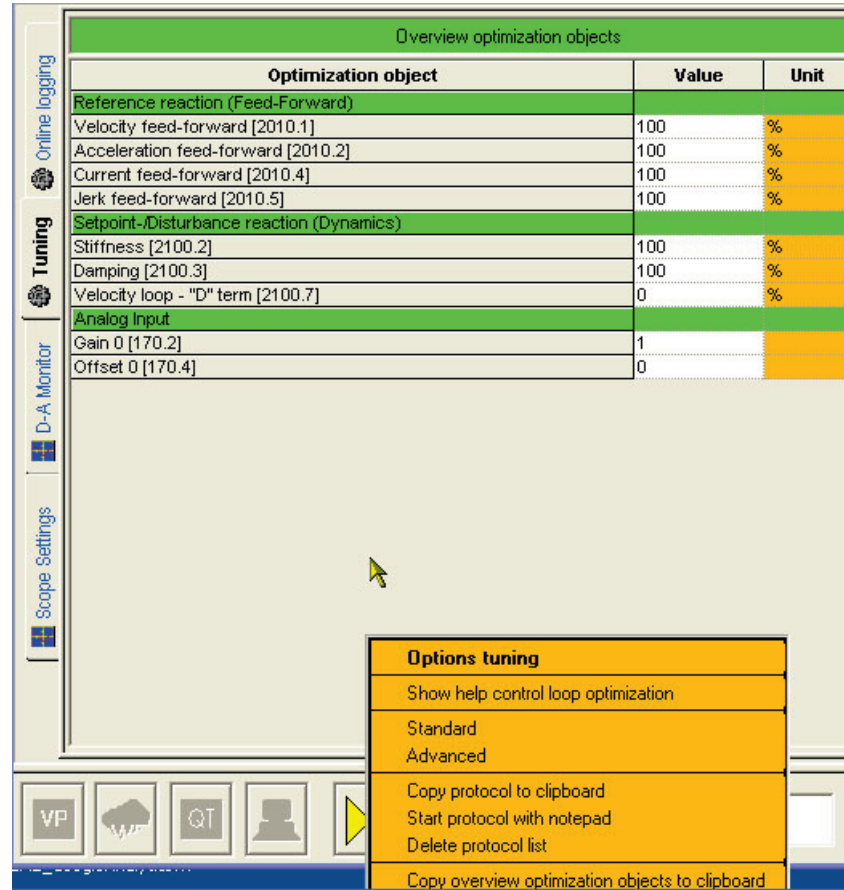 Overview optimization objects
Optimization object Value Unit
Reference reaction (Feed-Forward)
Velocity feed-forward [2010.1] 100 %
Acceleration feed-forward [2010.2] 100 %
Current feed-forward [2010.4] 100 %
Jerk feed-forward [2010.5] 100 %
Setpoint-/Disturbance reaction (Dynamics)
Stiffness [2100.2] 100 %
Damping [2100.3] 100 %
Velocity loop - "D" term [2100.7] 0 %
Analog Input
Gain 0 [170.2] 1
Offset 0 [170.4] 0
Online logging
Tuning
D-A Monitor
Scope Settings
Options tuning
Show help control loop optimization
Standard
Advanced
Copy protocol to clipboard
Start protocol with notepad
Delete protocol list
Copy overview optimization objects to clipboard
VP
QT